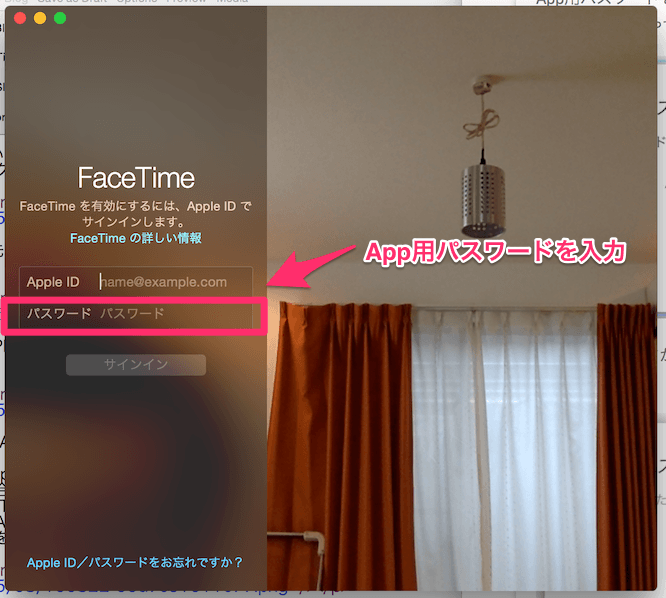 FaceTime
FaceTime を有効にするには、Apple ID で
サインインします。
FaceTime の詳しい情報
App用パスワードを入力
Apple ID name@example.com
パスワード パスワード
サインイン
Apple ID／パスワードをお忘れですか？